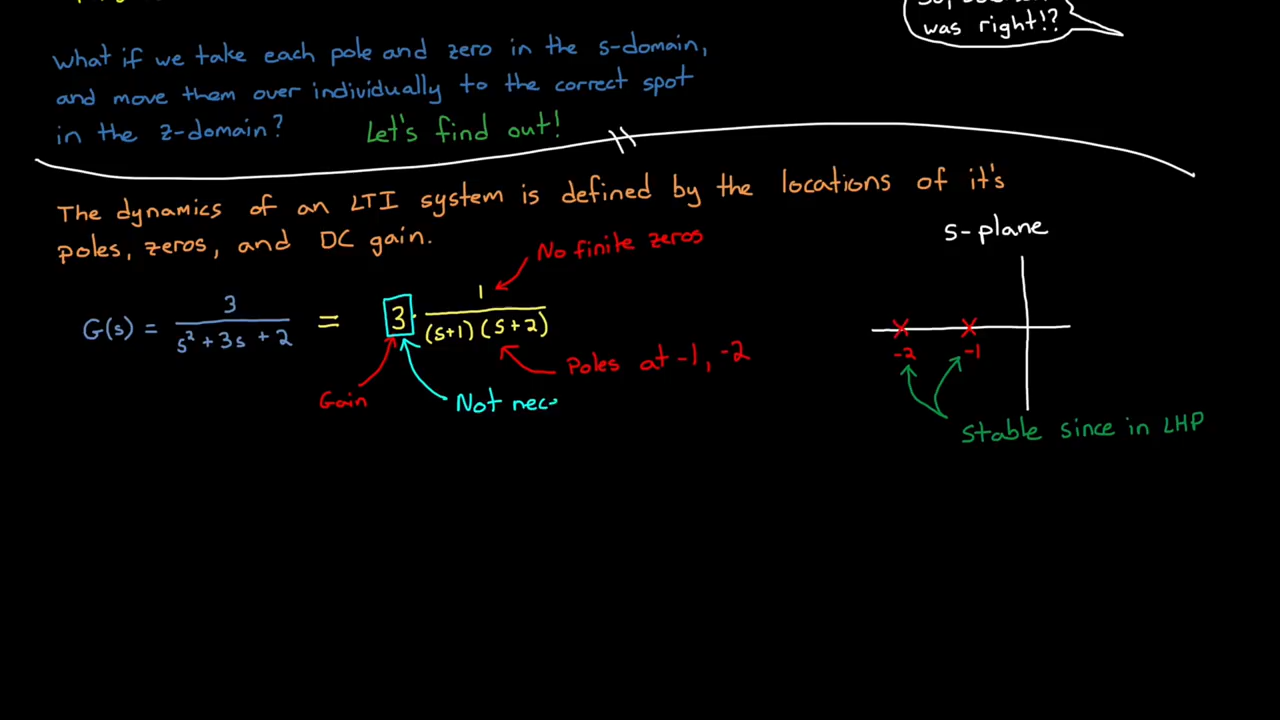 was right!?
what if we take each pole and zero in the s-domain,
and move them over individually to the correct spot
in the z-domain? Let's find out!
The dynamics of an LTI system is defined by the locations of it's
poles, zeros, and DC gain.
No finite zeros
s-plane
G(s) = 3 / (s² + 3s + 2) = 3 · 1 / ((s+1)(s+2))
-2 -1
Poles at -1, -2
Gain
Not nec
Stable since in LHP